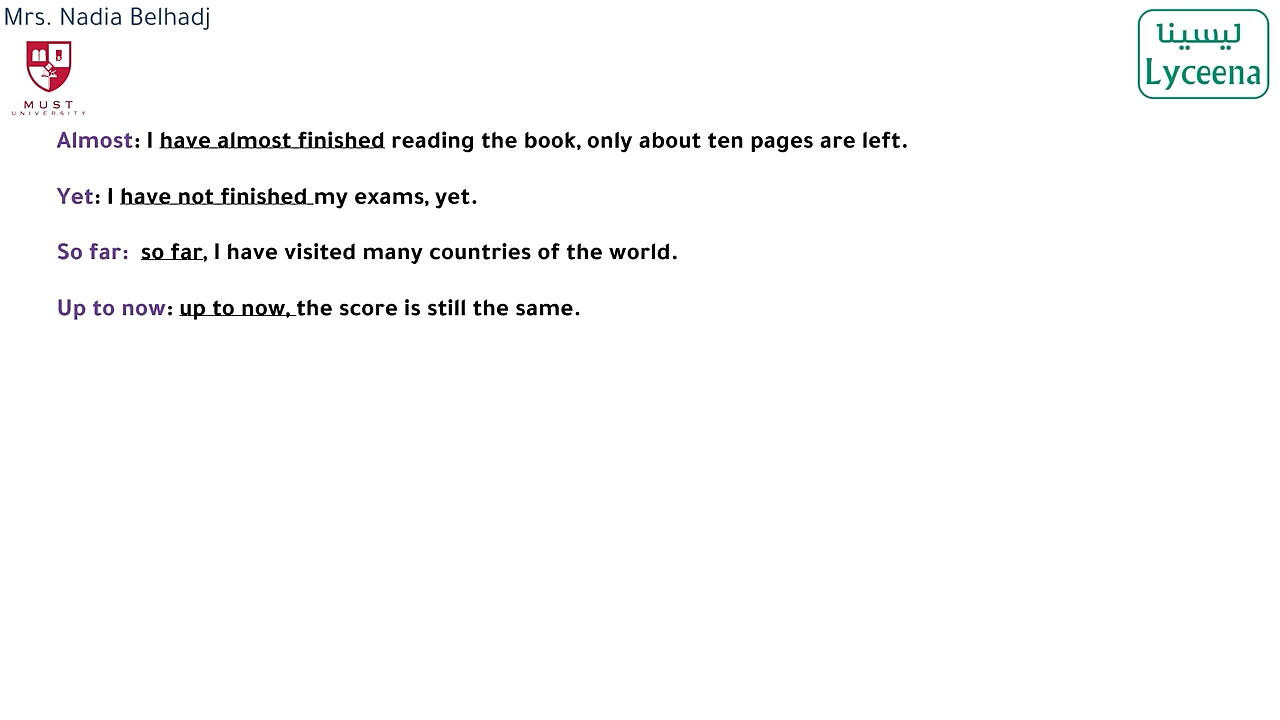 Mrs. Nadia Belhadj
ليسينا
Lyceena
MUST
UNIVERSITY
Almost: I have almost finished reading the book, only about ten pages are left.
Yet: I have not finished my exams, yet.
So far: so far, I have visited many countries of the world.
Up to now: up to now, the score is still the same.